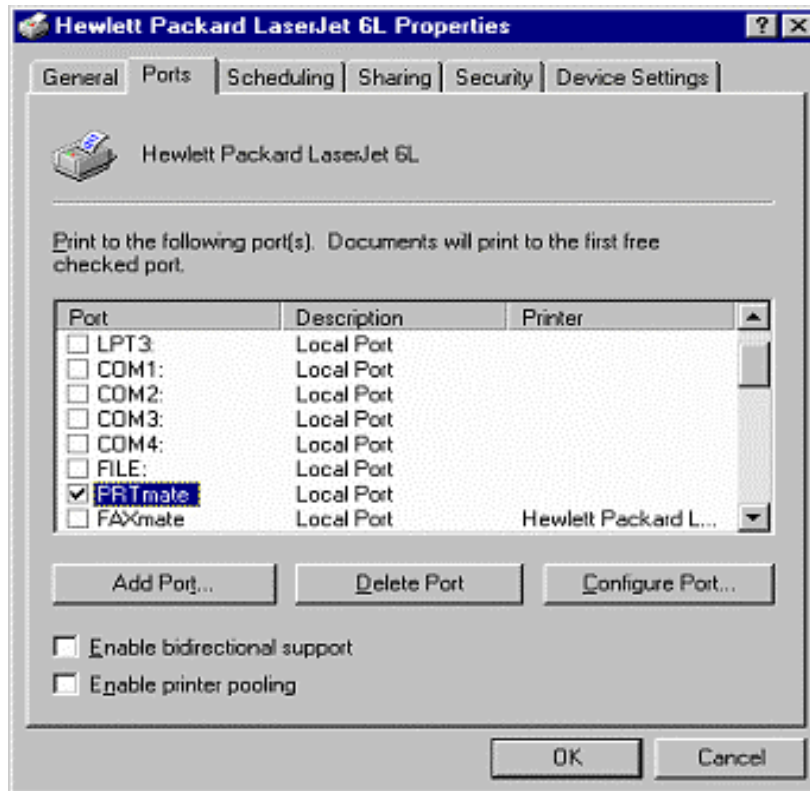 Hewlett Packard LaserJet 6L Properties
General Ports Scheduling Sharing Security Device Settings
Hewlett Packard LaserJet 6L
Print to the following port(s). Documents will print to the first free
checked port.
Port Description Printer
LPT3: Local Port
COM1: Local Port
COM2: Local Port
COM3: Local Port
COM4: Local Port
FILE: Local Port
PRTmate Local Port
FAXmate Local Port Hewlett Packard L...
Add Port... Delete Port Configure Port...
Enable bidirectional support
Enable printer pooling
OK Cancel